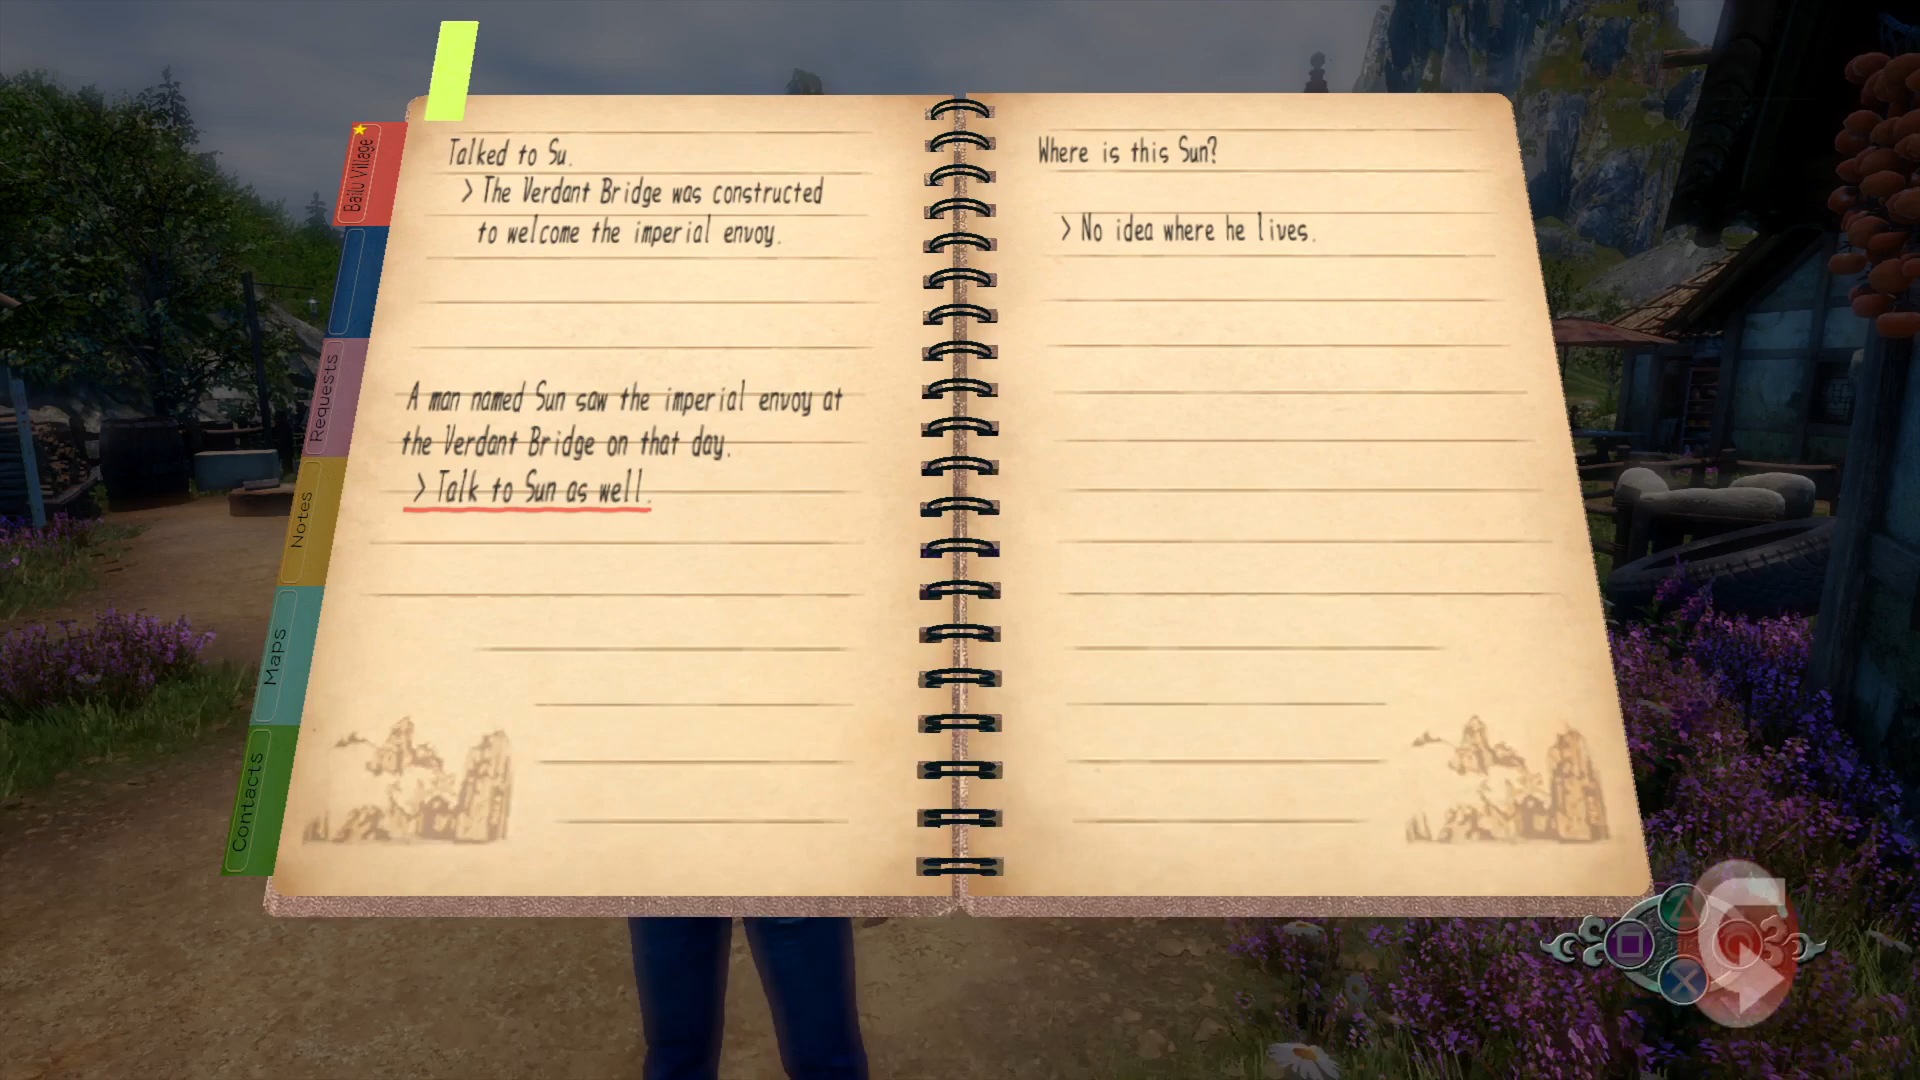 Talked to Su.
> The Verdant Bridge was constructed
to welcome the imperial envoy.
A man named Sun saw the imperial envoy at
the Verdant Bridge on that day.
> Talk to Sun as well.
Where is this Sun?
> No idea where he lives.
Bailu Village
Requests
Notes
Maps
Contacts